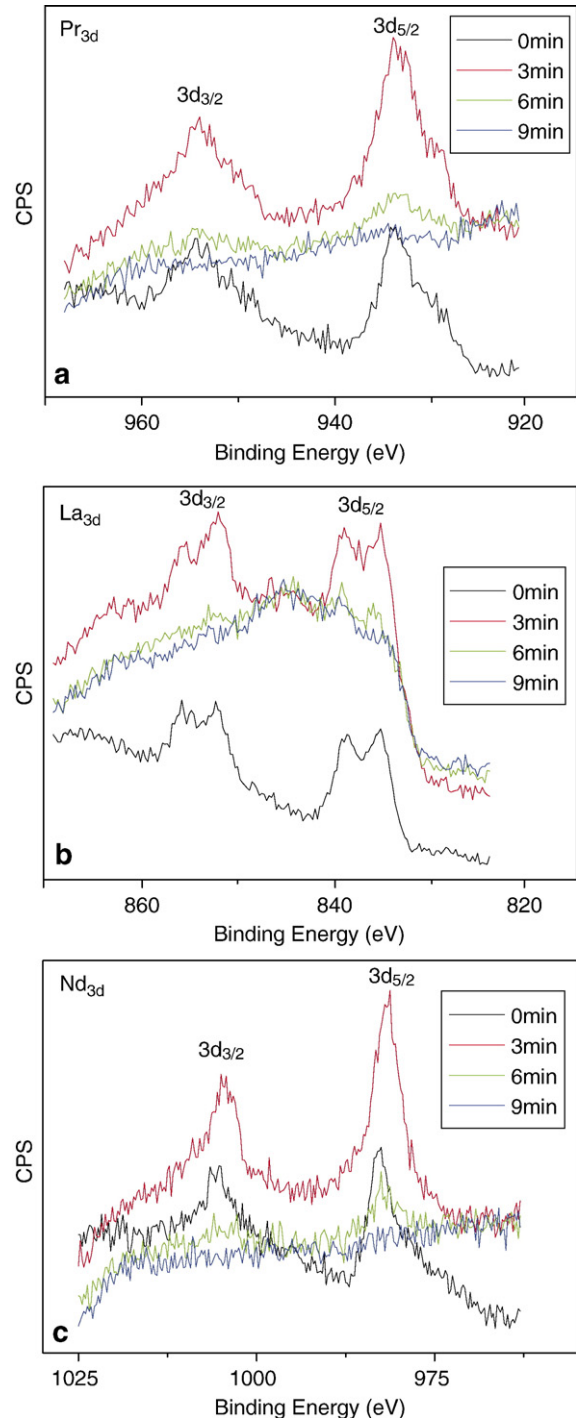 Pr3d
3d5/2
3d3/2
0min
3min
6min
9min
CPS
a
960 940 920
Binding Energy (eV)
La3d
3d3/2
3d5/2
0min
3min
6min
9min
CPS
b
860 840 820
Binding Energy (eV)
Nd3d
3d5/2
3d3/2
0min
3min
6min
9min
CPS
c
1025 1000 975
Binding Energy (eV)